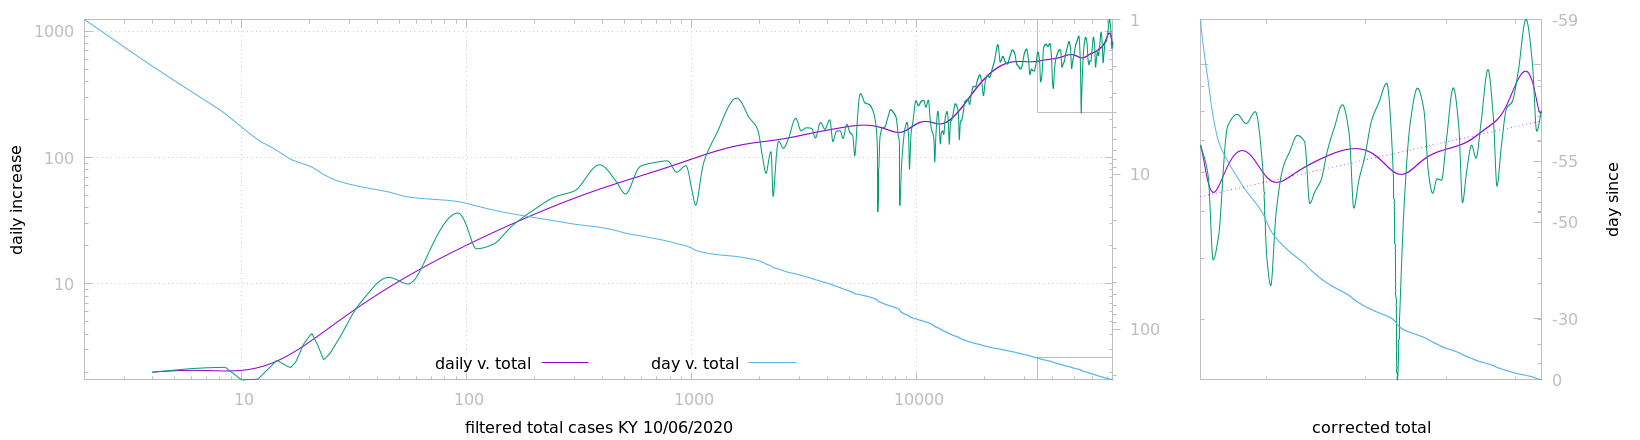 1000
100
10
daily increase
10
100
1000
10000
filtered total cases KY 10/06/2020
daily v. total
day v. total
1
10
100
-59
-55
-50
-30
0
day since
corrected total